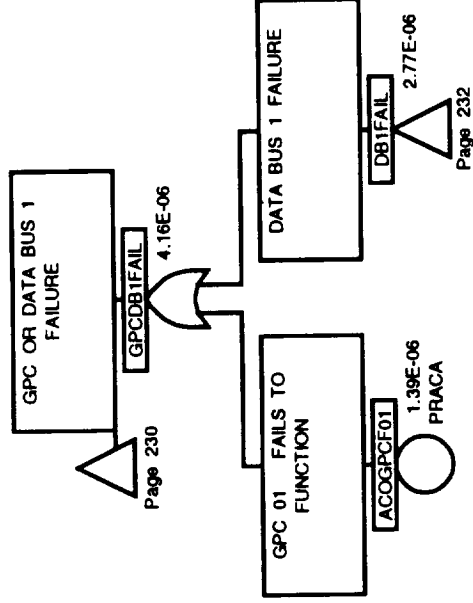 GPC OR DATA BUS 1
FAILURE
GPCDB1FAIL
4.16E-06
Page 230
GPC 01 FAILS TO
FUNCTION
ACOGPCF01
1.39E-06
PRACA
DATA BUS 1 FAILURE
DB1FAIL
2.77E-06
Page 232